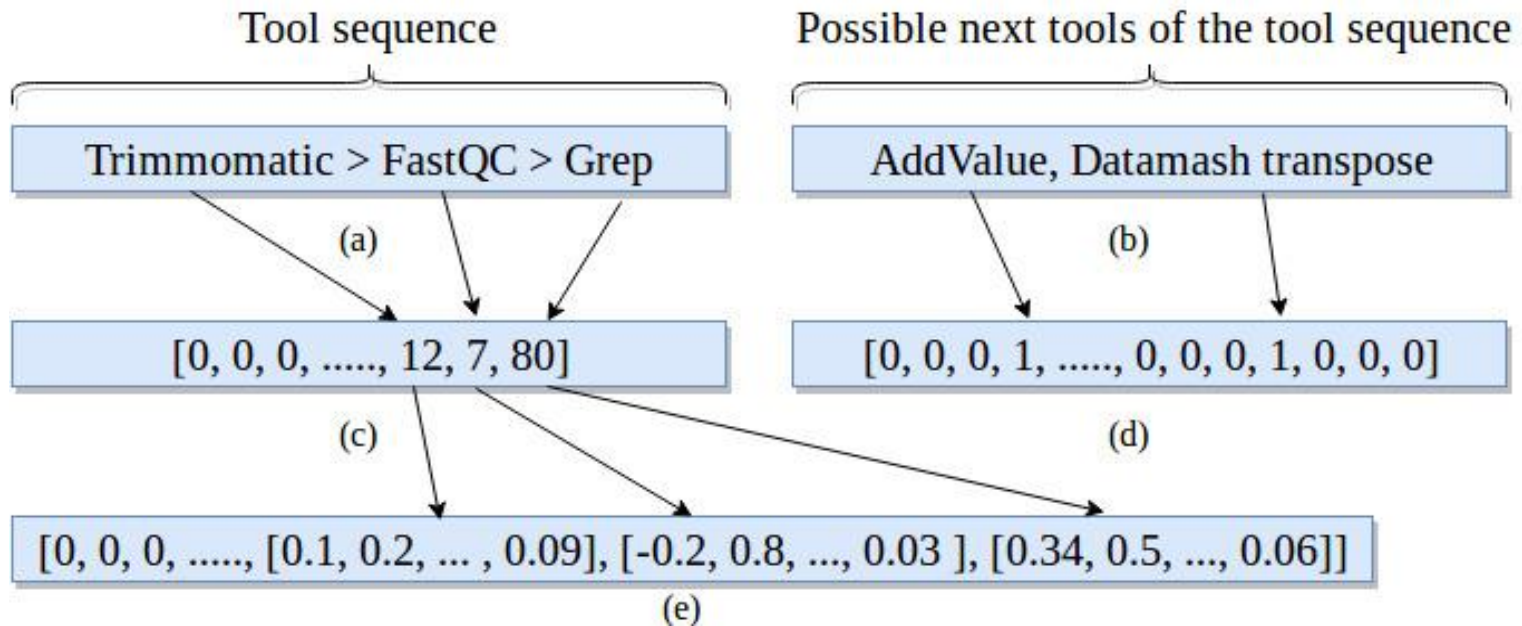 Tool sequence
Possible next tools of the tool sequence
Trimmomatic > FastQC > Grep
AddValue, Datamash transpose
(a)
(b)
[0, 0, 0, ....., 12, 7, 80]
[0, 0, 0, 1, ....., 0, 0, 0, 1, 0, 0, 0]
(c)
(d)
[0, 0, 0, ....., [0.1, 0.2, ... , 0.09], [-0.2, 0.8, ..., 0.03 ], [0.34, 0.5, ..., 0.06]]
(e)